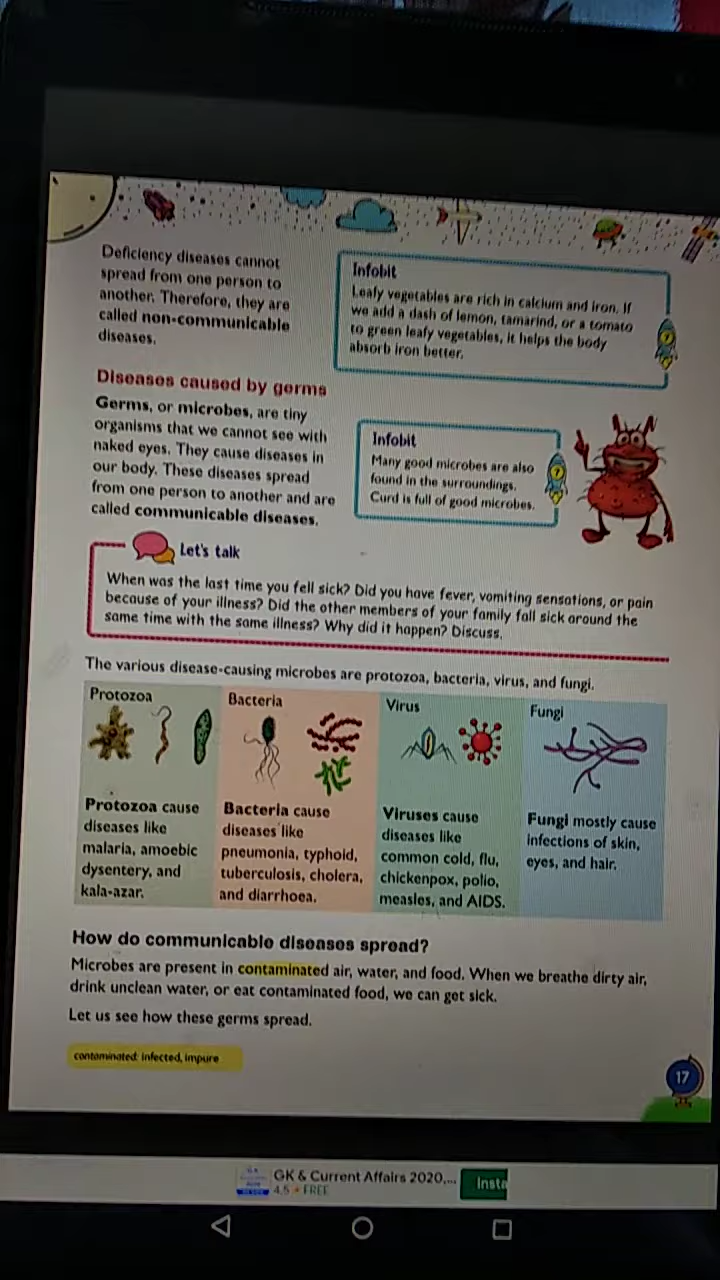 Deficiency diseases cannot
spread from one person to
another. Therefore, they are
called non-communicable
diseases.
Infobit
Leafy vegetables are rich in calcium and iron. If
we add a dash of lemon, tamarind, or a tomato
to green leafy vegetables, it helps the body
absorb iron better.
Diseases caused by germs
Germs, or microbes, are tiny
organisms that we cannot see with
naked eyes. They cause diseases in
our body. These diseases spread
from one person to another and are
called communicable diseases.
Infobit
Many good microbes are also
found in the surroundings.
Curd is full of good microbes.
Let's talk
When was the last time you fell sick? Did you have fever, vomiting sensations, or pain
because of your illness? Did the other members of your family fall sick around the
same time with the same illness? Why did it happen? Discuss.
The various disease-causing microbes are protozoa, bacteria, virus, and fungi.
Protozoa
Protozoa cause
diseases like
malaria, amoebic
dysentery, and
kala-azar.
Bacteria
Bacteria cause
diseases like
pneumonia, typhoid,
tuberculosis, cholera,
and diarrhoea.
Virus
Viruses cause
diseases like
common cold, flu,
chickenpox, polio,
measles, and AIDS.
Fungi
Fungi mostly cause
infections of skin,
eyes, and hair.
How do communicable diseases spread?
Microbes are present in contaminated air, water, and food. When we breathe dirty air,
drink unclean water, or eat contaminated food, we can get sick.
Let us see how these germs spread.
contaminated: infected, impure
17
GK & Current Affairs 2020,...
4.5 ★ FREE
Insta